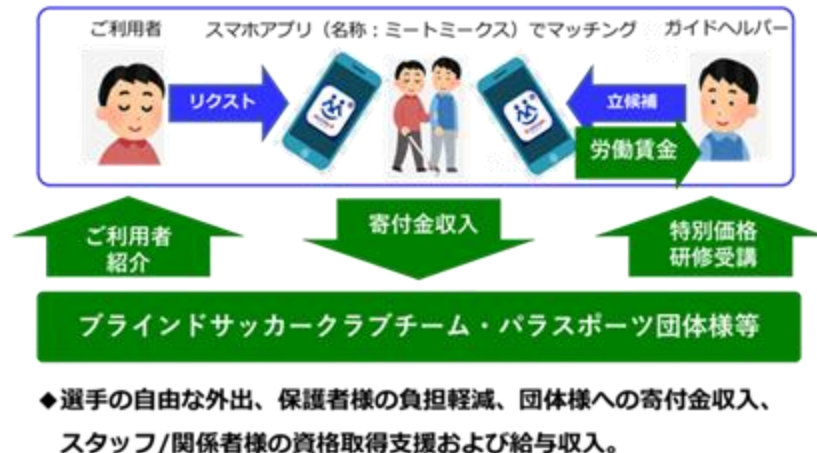 ご利用者 スマホアプリ（名称：ミートミークス）でマッチング ガイドヘルパー
リクスト
立候補
労働賃金
ご利用者
紹介
寄付金収入
特別価格
研修受講
ブラインドサッカークラブチーム・パラスポーツ団体様等
◆選手の自由な外出、保護者様の負担軽減、団体様への寄付金収入、
スタッフ/関係者様の資格取得支援および給与収入。